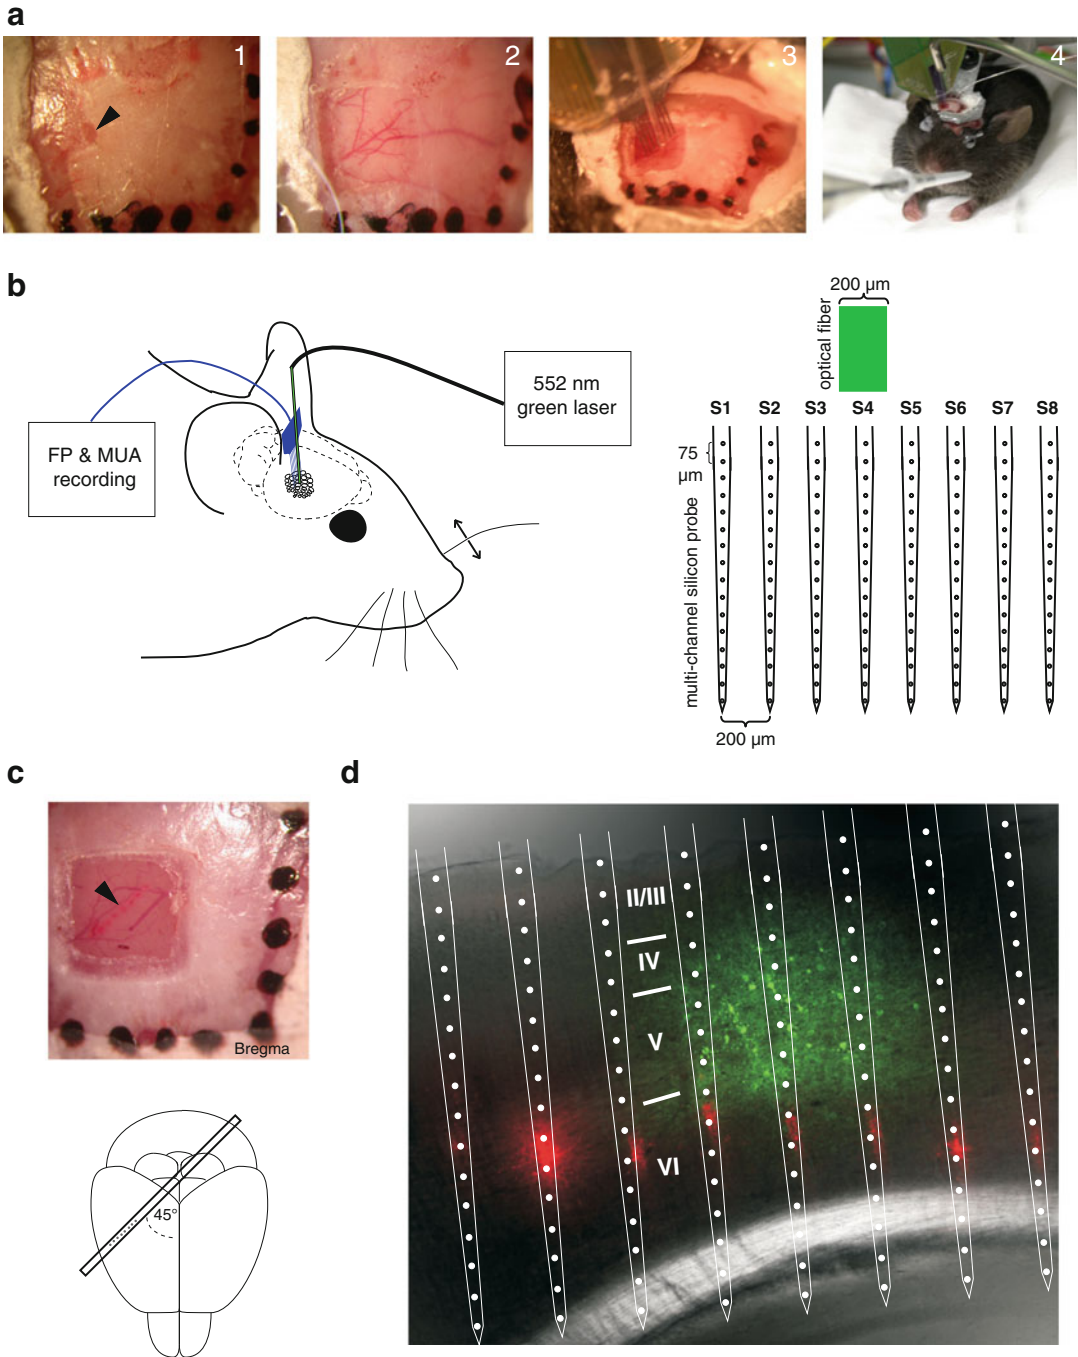 a
1
2
3
4
b
FP & MUA
recording
552 nm
green laser
200 µm
optical fiber
S1 S2 S3 S4 S5 S6 S7 S8
75
µm
multi-channel silicon probe
200 µm
c
Bregma
45°
d
II/III
IV
V
VI